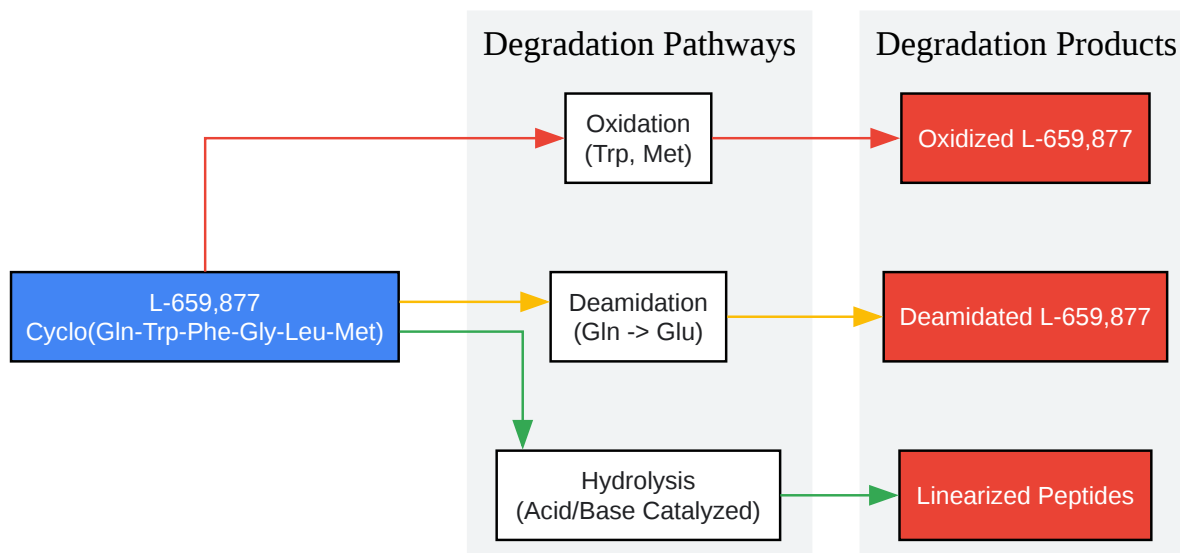 Degradation Pathways
Degradation Products
Oxidation
(Trp, Met)
Oxidized L-659,877
L-659,877
Cyclo(Gln-Trp-Phe-Gly-Leu-Met)
Deamidation
(Gln -> Glu)
Deamidated L-659,877
Hydrolysis
(Acid/Base Catalyzed)
Linearized Peptides